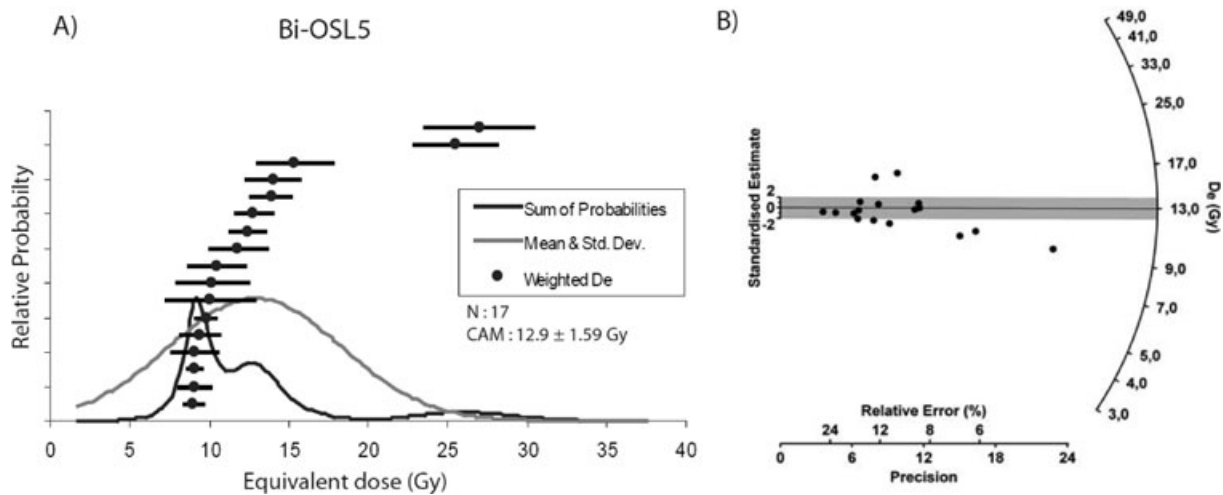 A)
Bi-OSL5
Relative Probabilty
Sum of Probabilities
Mean & Std. Dev.
Weighted De
N : 17
CAM : 12.9 ± 1.59 Gy
0 5 10 15 20 25 30 35 40
Equivalent dose (Gy)
B)
Standardised Estimate
2
0
-2
49,0
41,0
33,0
25,0
17,0
13,0
9,0
7,0
5,0
4,0
3,0
De (Gy)
Relative Error (%)
24 12 8 6
0 6 12 18 24
Precision